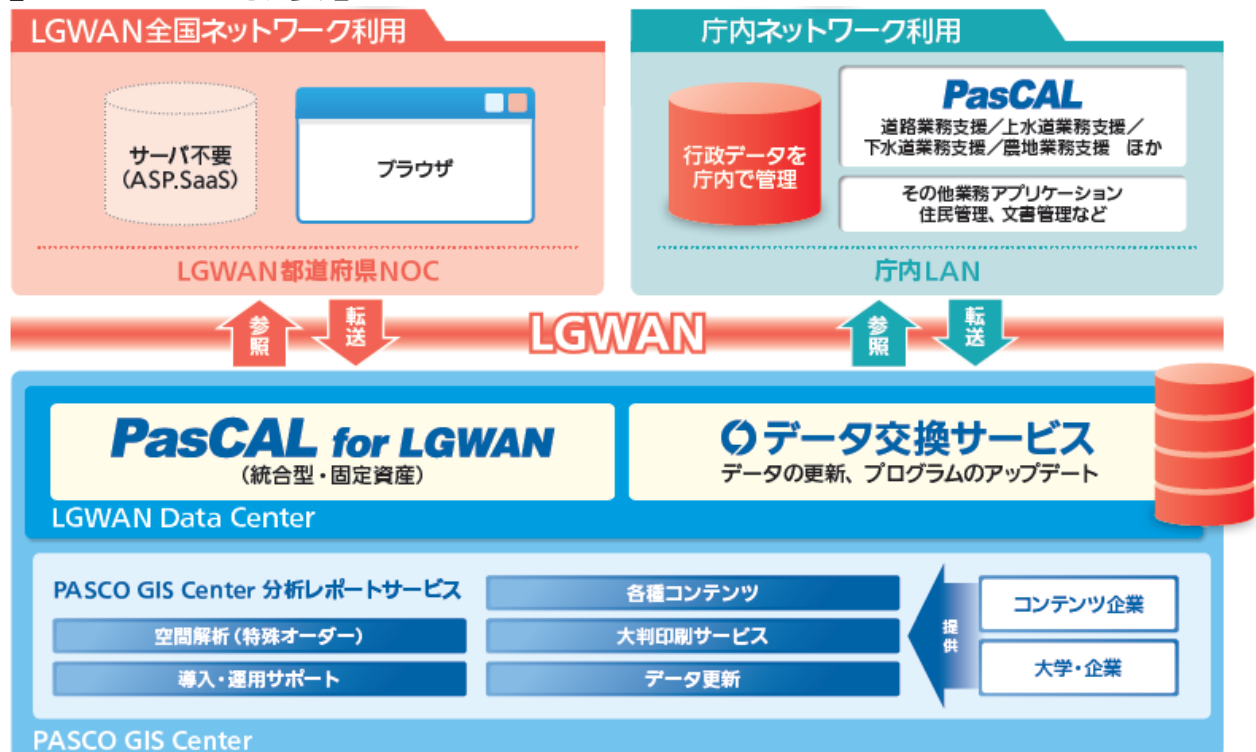 LGWAN全国ネットワーク利用
サーバ不要
(ASP.SaaS)
ブラウザ
LGWAN都道府県NOC
庁内ネットワーク利用
行政データを
庁内で管理
PasCAL
道路業務支援／上水道業務支援／
下水道業務支援／農地業務支援 ほか
その他業務アプリケーション
住民管理、文書管理など
庁内LAN
参照
転送
LGWAN
参照
転送
PasCAL for LGWAN
(統合型・固定資産)
データ交換サービス
データの更新、プログラムのアップデート
LGWAN Data Center
PASCO GIS Center 分析レポートサービス
空間解析(特殊オーダー)
導入・運用サポート
各種コンテンツ
大判印刷サービス
データ更新
提供
コンテンツ企業
大学・企業
PASCO GIS Center